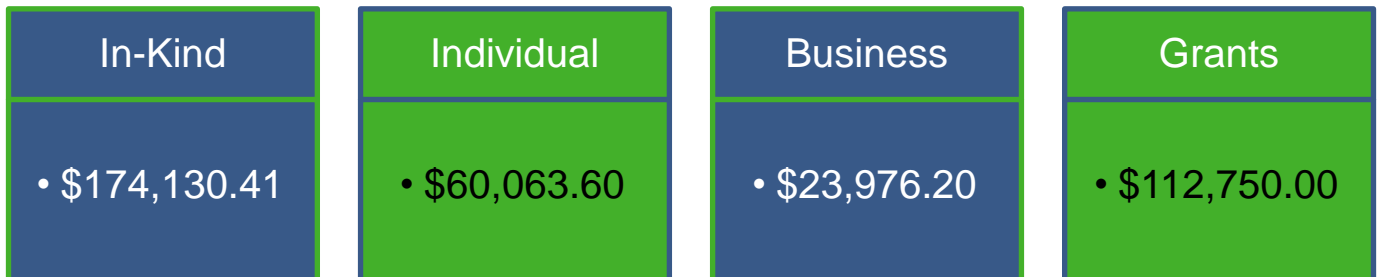 In-Kind
• $174,130.41
Individual
• $60,063.60
Business
• $23,976.20
Grants
• $112,750.00